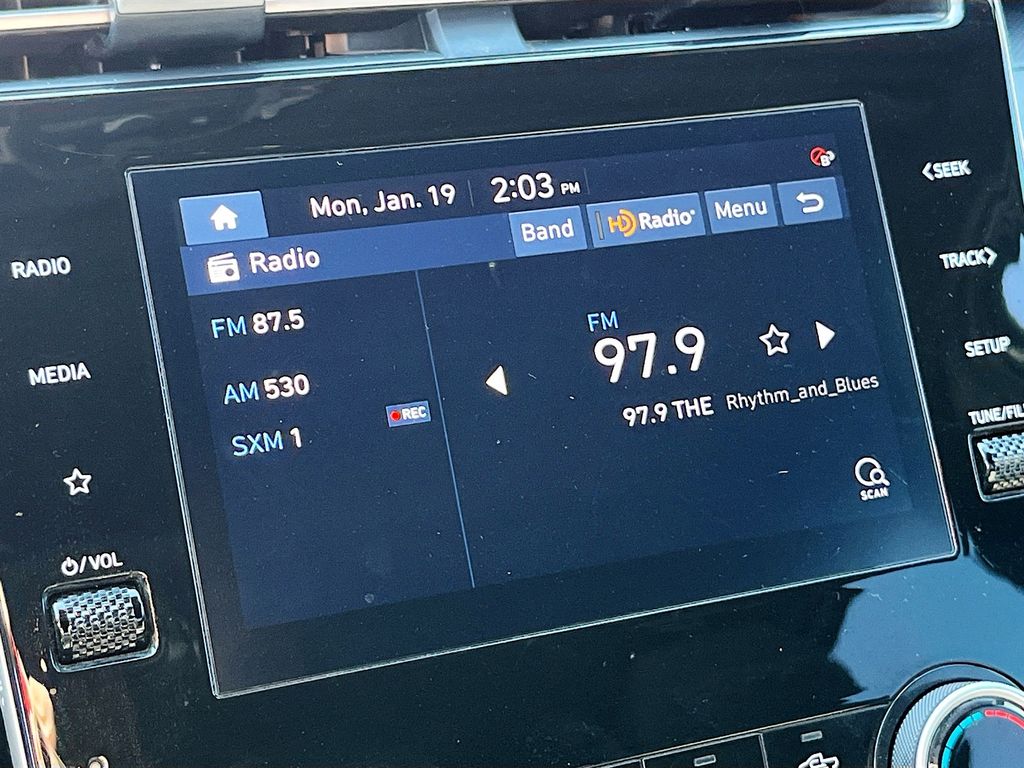 Mon, Jan. 19 2:03 PM
Radio
Band
HD Radio
Menu
FM 87.5
AM 530
REC
SXM 1
FM
97.9
97.9 THE Rhythm_and_Blues
SCAN
RADIO
MEDIA
/VOL
<SEEK
TRACK>
SETUP
TUNE/FIL